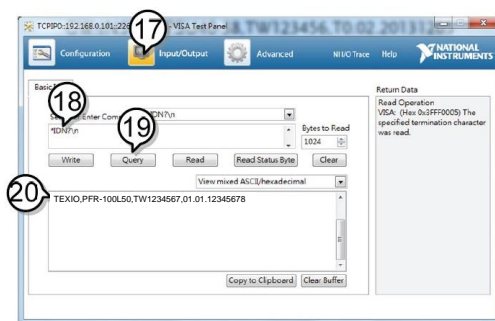 TCPIP0::192.168.0.101::226 - VISA Test Panel
17
Configuration Input/Output Advanced NI I/O Trace Help NATIONAL INSTRUMENTS
Basic
18
Enter *IDN?\n
19
*IDN?\n
Bytes to Read
1024
Write Query Read Read Status Byte Clear
View mixed ASCII/hexadecimal
20
TEXIO,PFR-100L50,TW1234567,01.01.12345678
Copy to Clipboard Clear Buffer
Return Data
Read Operation
VISA: (Hex 0x3FFF0005) The
specified termination character
was read.